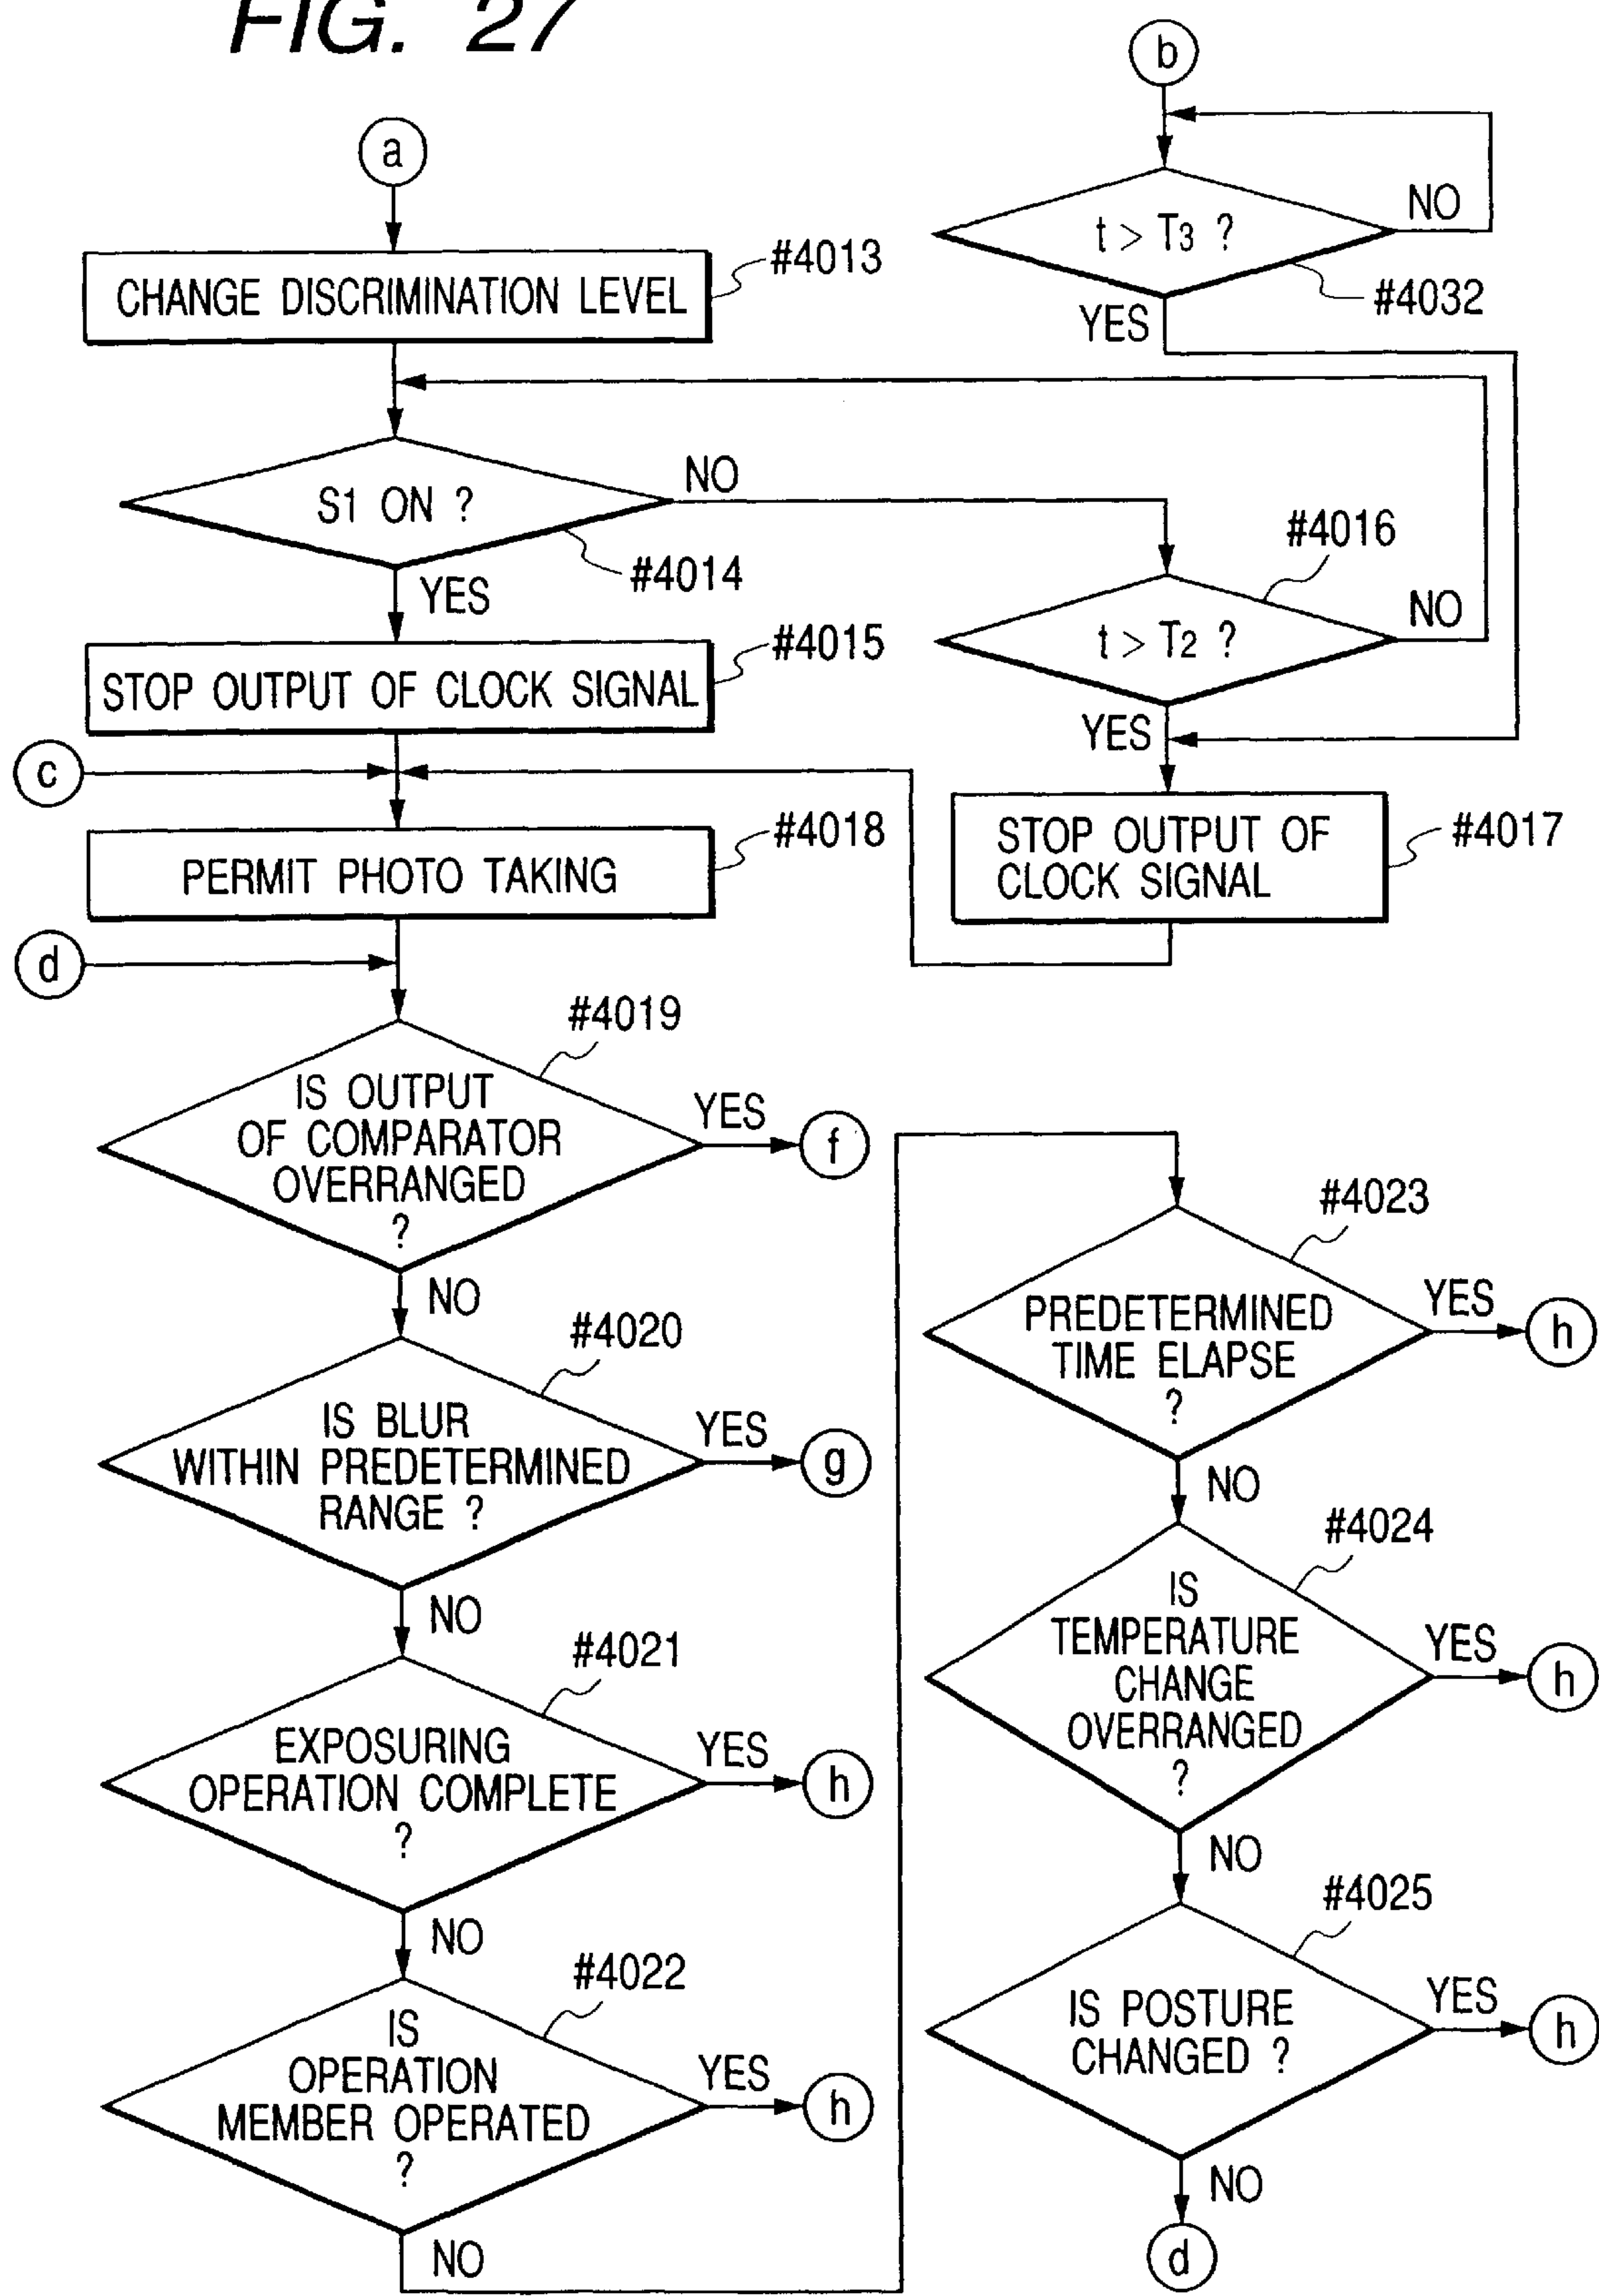 FIG. 27
a
#4013
CHANGE DISCRIMINATION LEVEL
b
t > T3 ?
NO
#4032
YES
S1 ON ?
NO
#4014
YES
#4016
t > T2 ?
NO
YES
#4015
STOP OUTPUT OF CLOCK SIGNAL
c
#4018
PERMIT PHOTO TAKING
STOP OUTPUT OF
CLOCK SIGNAL
#4017
d
#4019
IS OUTPUT
OF COMPARATOR
OVERRANGED
?
YES
f
NO
#4020
IS BLUR
WITHIN PREDETERMINED
RANGE ?
YES
g
NO
#4021
EXPOSURING
OPERATION COMPLETE
?
YES
h
NO
#4022
IS
OPERATION
MEMBER OPERATED
?
YES
h
NO
#4023
PREDETERMINED
TIME ELAPSE
?
YES
h
NO
#4024
IS
TEMPERATURE
CHANGE
OVERRANGED
?
YES
h
NO
#4025
IS POSTURE
CHANGED ?
YES
h
NO
d